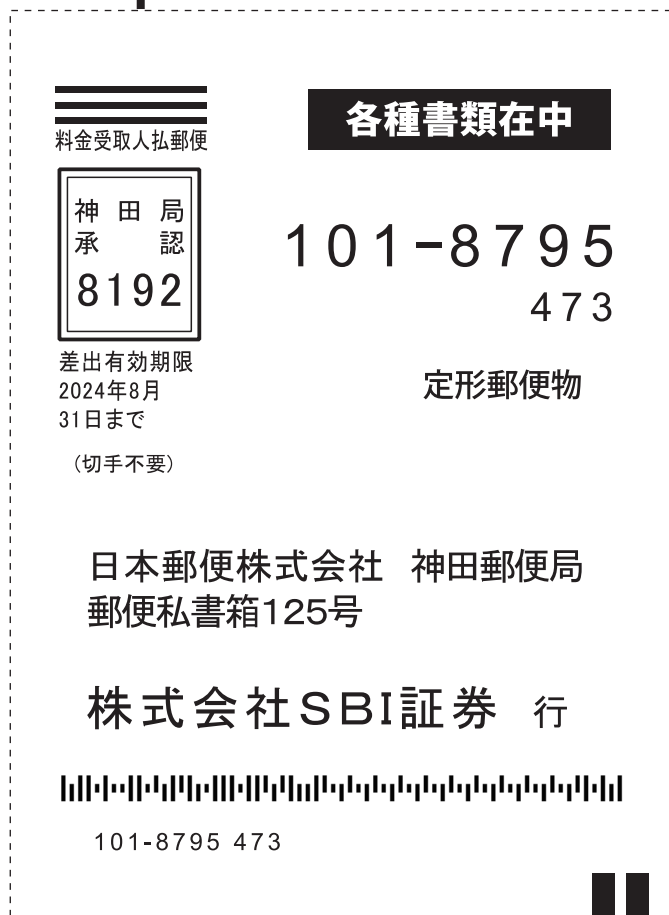 料金受取人払郵便
各種書類在中
神田局
承認
8192
101-8795
473
差出有効期限
2024年8月
31日まで
(切手不要)
定形郵便物
日本郵便株式会社 神田郵便局
郵便私書箱125号
株式会社SBI証券 行
101-8795 473